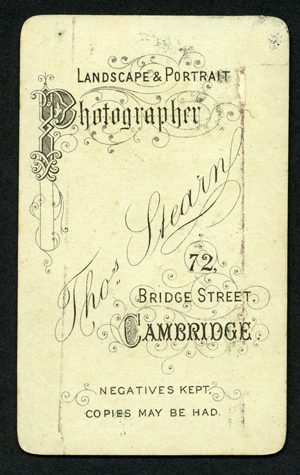 LANDSCAPE & PORTRAIT
Photographer
Thos Stearn
72,
BRIDGE STREET.
CAMBRIDGE.
NEGATIVES KEPT.
COPIES MAY BE HAD.